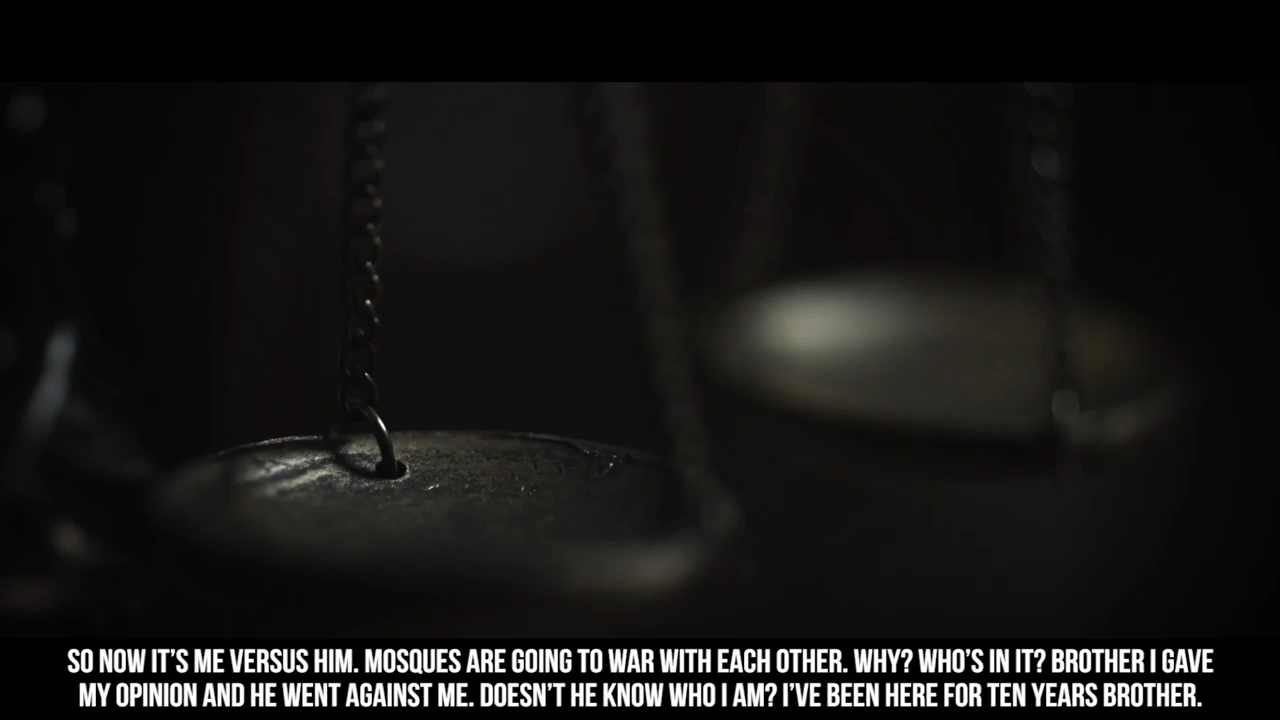 SO NOW IT'S ME VERSUS HIM. MOSQUES ARE GOING TO WAR WITH EACH OTHER. WHY? WHO'S IN IT? BROTHER I GAVE
MY OPINION AND HE WENT AGAINST ME. DOESN'T HE KNOW WHO I AM? I'VE BEEN HERE FOR TEN YEARS BROTHER.